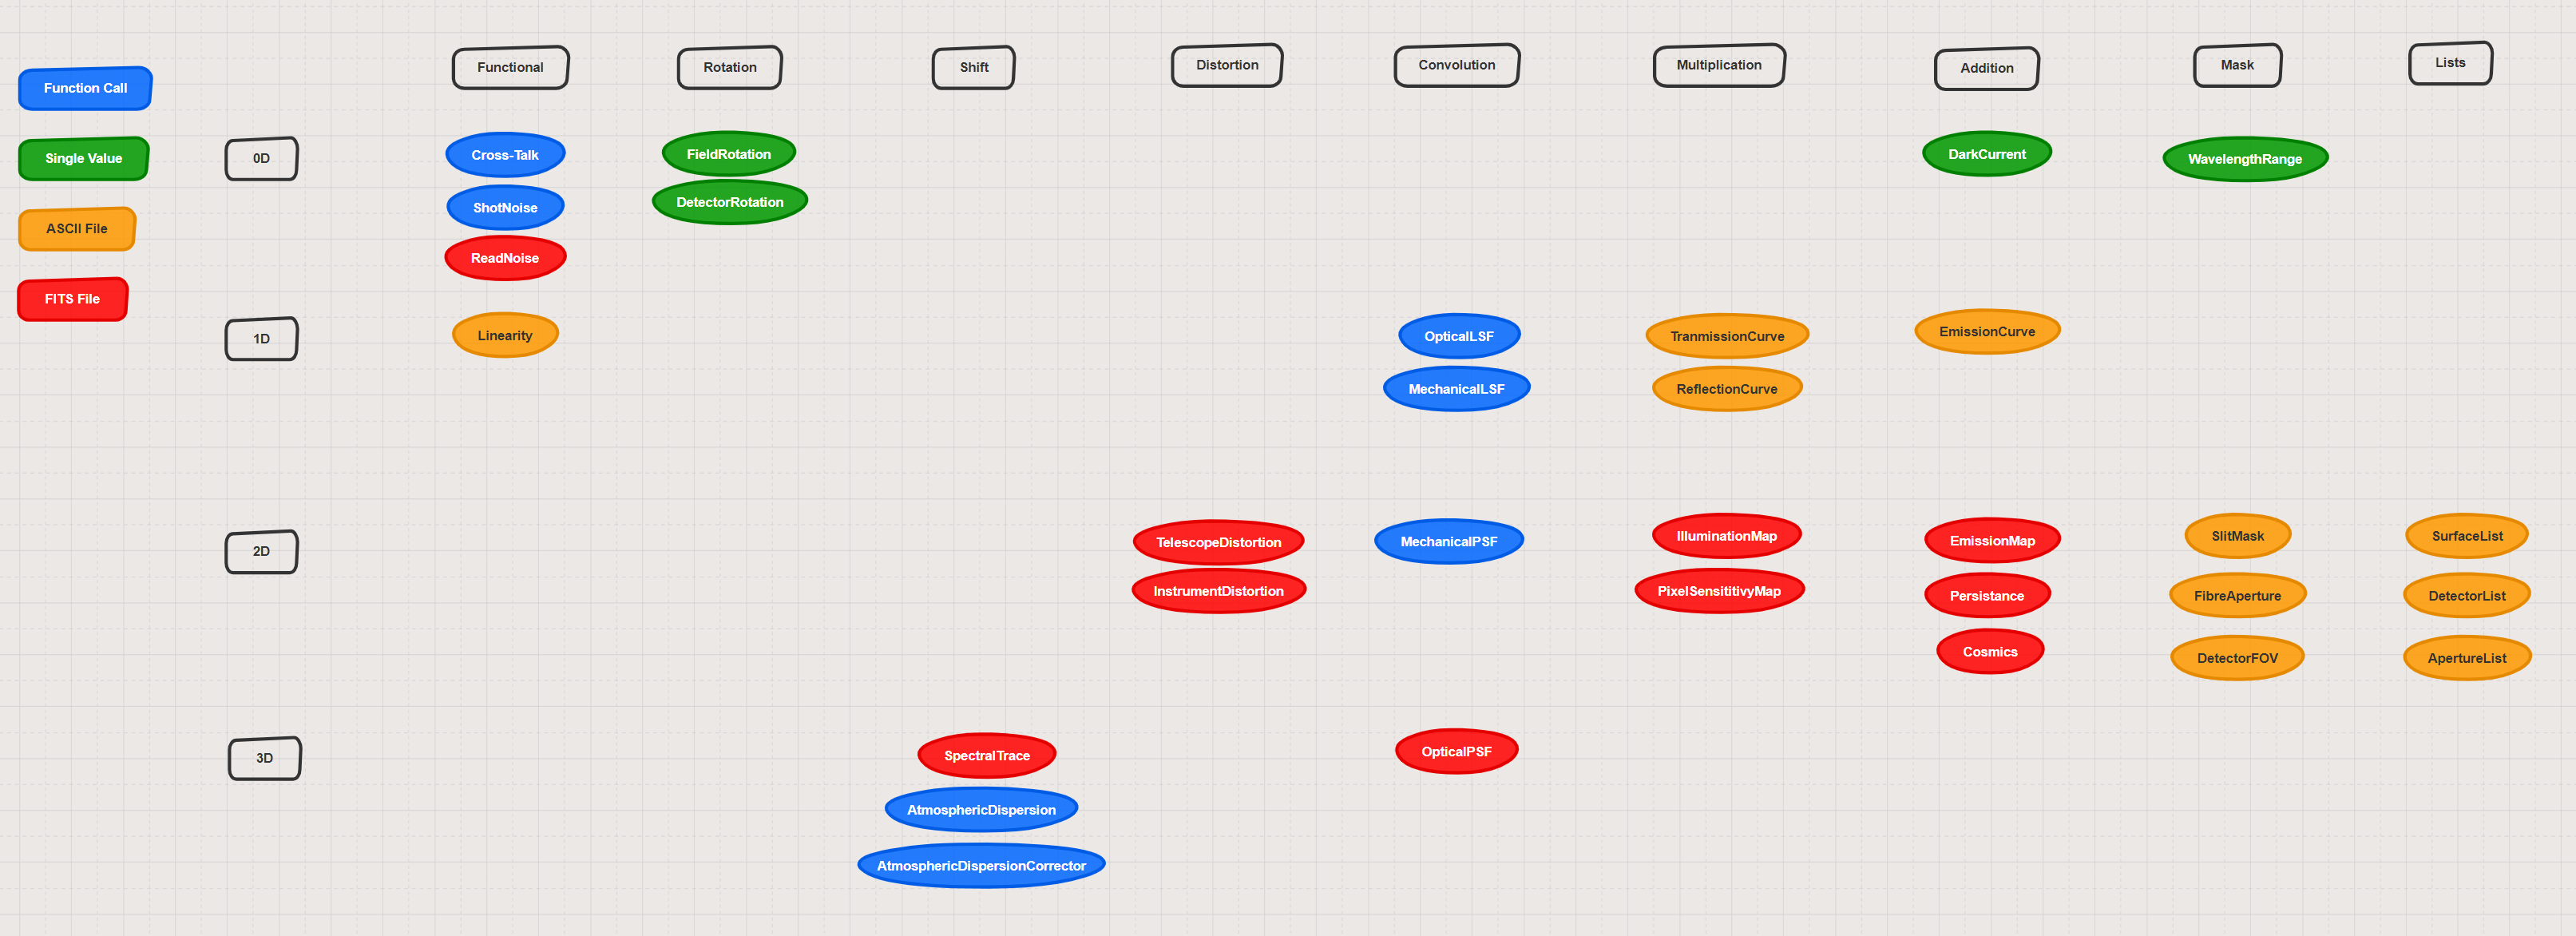 Functional
Rotation
Shift
Distortion
Convolution
Multiplication
Addition
Mask
Lists
Function Call
Single Value
ASCII File
FITS File
0D
Cross-Talk
ShotNoise
ReadNoise
FieldRotation
DetectorRotation
DarkCurrent
WavelengthRange
1D
Linearity
OpticalLSF
MechanicalLSF
TranmissionCurve
ReflectionCurve
EmissionCurve
2D
TelescopeDistortion
InstrumentDistortion
MechanicalPSF
IlluminationMap
PixelSensititivyMap
EmissionMap
Persistance
Cosmics
SlitMask
FibreAperture
DetectorFOV
SurfaceList
DetectorList
ApertureList
3D
SpectralTrace
AtmosphericDispersion
AtmosphericDispersionCorrector
OpticalPSF